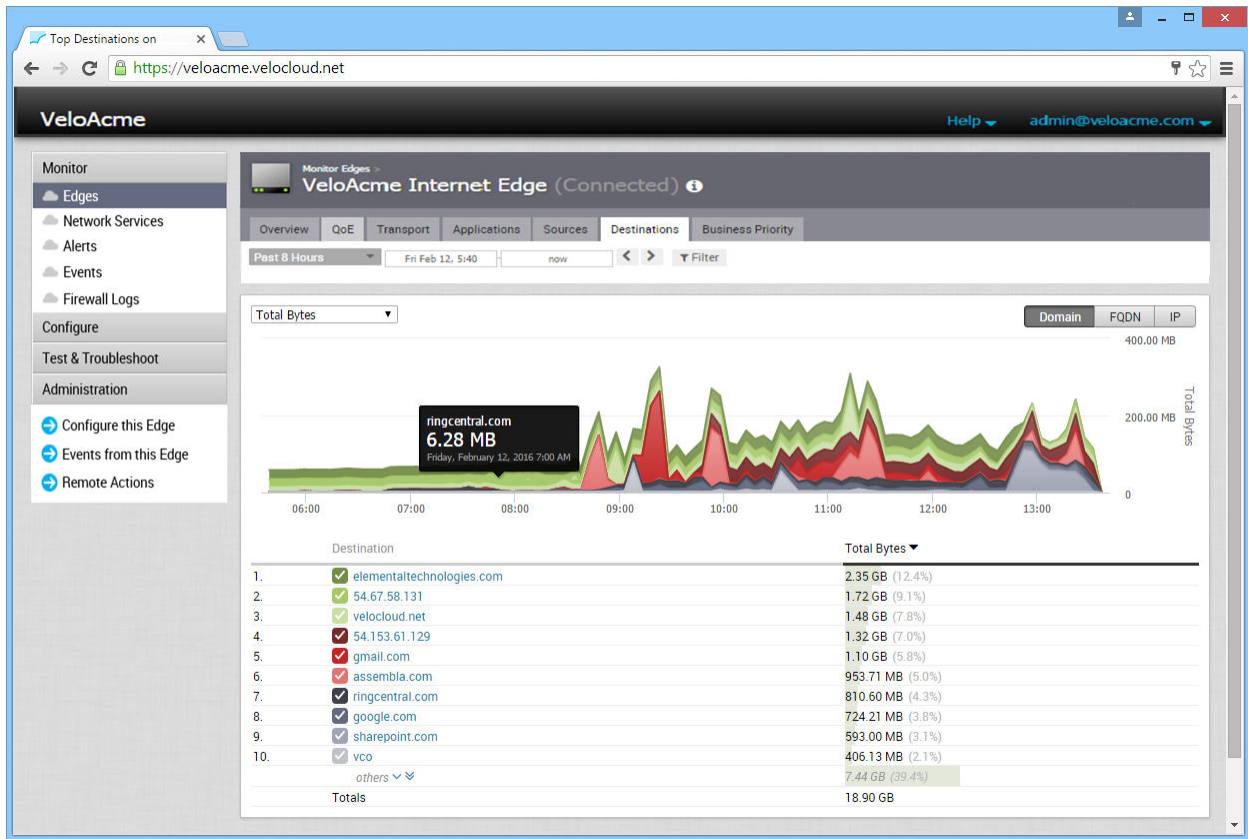 Top Destinations on
https://veloacme.velocloud.net
VeloAcme
Help
admin@veloacme.com
Monitor
Edges
Network Services
Alerts
Events
Firewall Logs
Configure
Test & Troubleshoot
Administration
Configure this Edge
Events from this Edge
Remote Actions
Monitor Edges >
VeloAcme Internet Edge (Connected)
Overview QoE Transport Applications Sources Destinations Business Priority
Past 8 Hours Fri Feb 12, 5:40 - now Filter
Total Bytes Domain FQDN IP
400.00 MB
200.00 MB
0
Total Bytes
ringcentral.com
6.28 MB
Friday, February 12, 2016 7:00 AM
06:00 07:00 08:00 09:00 10:00 11:00 12:00 13:00
Destination Total Bytes
1. elementaltechnologies.com 2.35 GB (12.4%)
2. 54.67.58.131 1.72 GB (9.1%)
3. velocloud.net 1.48 GB (7.8%)
4. 54.153.61.129 1.32 GB (7.0%)
5. gmail.com 1.10 GB (5.8%)
6. assembla.com 953.71 MB (5.0%)
7. ringcentral.com 810.60 MB (4.3%)
8. google.com 724.21 MB (3.8%)
9. sharepoint.com 593.00 MB (3.1%)
10. vco 406.13 MB (2.1%)
others 7.44 GB (39.4%)
Totals 18.90 GB